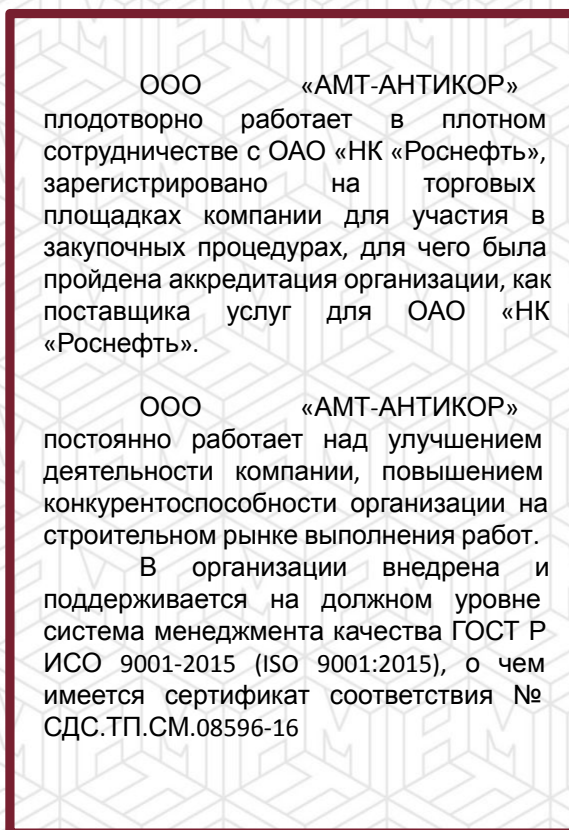 ООО «АМТ-АНТИКОР»
плодотворно работает в плотном
сотрудничестве с ОАО «НК «Роснефть»,
зарегистрировано на торговых
площадках компании для участия в
закупочных процедурах, для чего была
пройдена аккредитация организации, как
поставщика услуг для ОАО «НК
«Роснефть».
ООО «АМТ-АНТИКОР»
постоянно работает над улучшением
деятельности компании, повышением
конкурентоспособности организации на
строительном рынке выполнения работ.
В организации внедрена и
поддерживается на должном уровне
система менеджмента качества ГОСТ Р
ИСО 9001-2015 (ISO 9001:2015), о чем
имеется сертификат соответствия №
СДС.ТП.СМ.08596-16